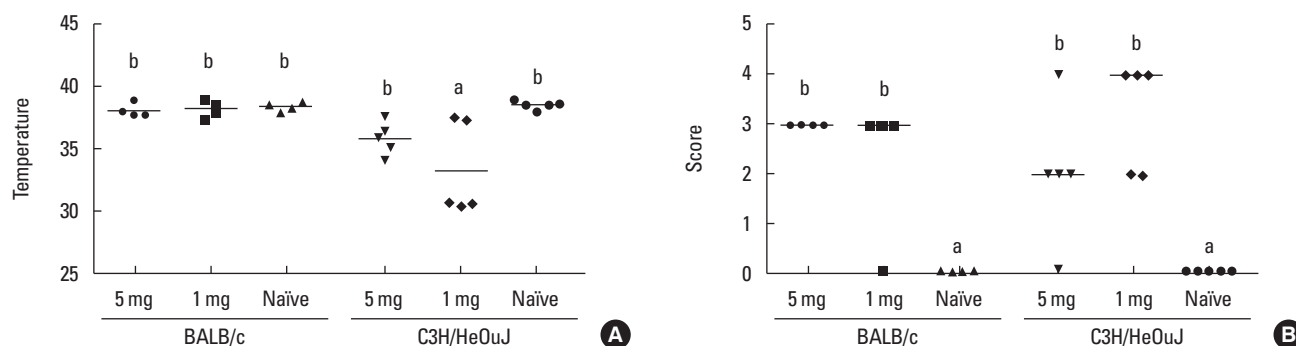 45
40
35
30
25
Temperature
b
b
b
b
a
b
5 mg
1 mg
Naïve
5 mg
1 mg
Naïve
BALB/c
C3H/HeOuJ
A
5
4
3
2
1
0
Score
b
b
a
b
b
a
5 mg
1 mg
Naïve
5 mg
1 mg
Naïve
BALB/c
C3H/HeOuJ
B